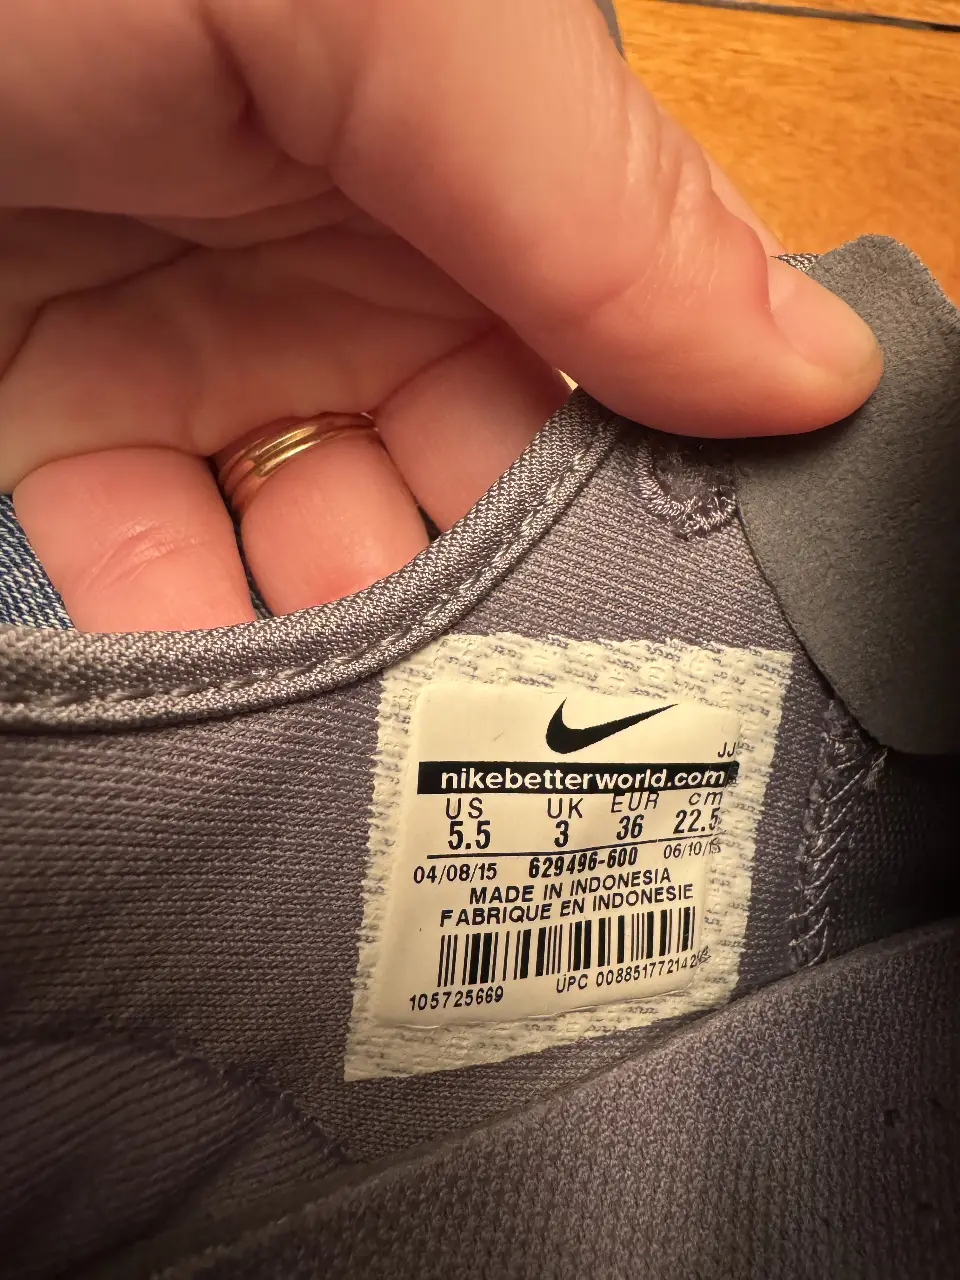 JJ
nikebetterworld.com
US UK EUR cm
5.5 3 36 22.5
04/08/15 629496-600 06/10/15
MADE IN INDONESIA
FABRIQUE EN INDONESIE
105725669 UPC 00885177214